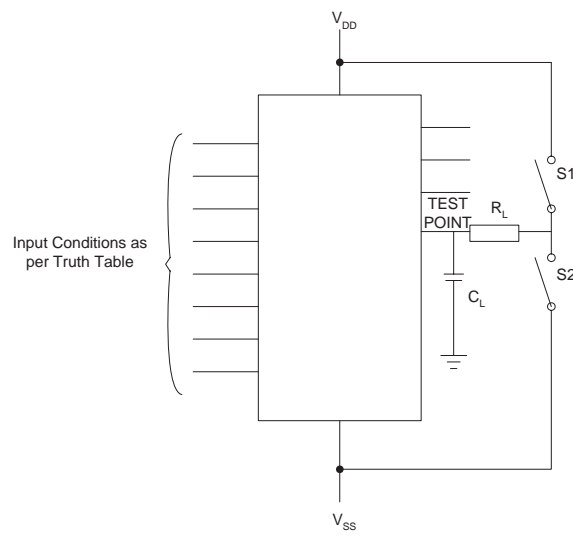 V_DD
S1
TEST
POINT
R_L
Input Conditions as
per Truth Table
S2
C_L
V_SS